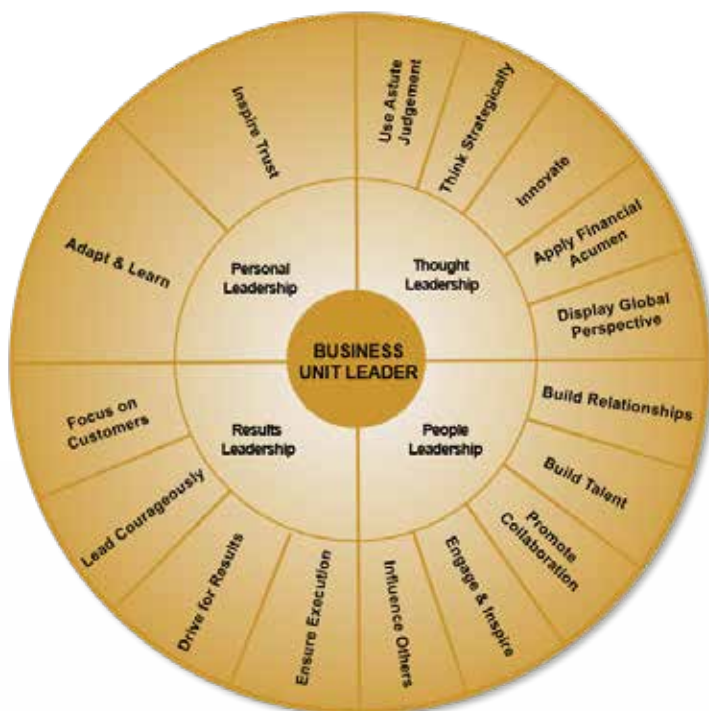 BUSINESS
UNIT LEADER
Personal
Leadership
Thought
Leadership
Results
Leadership
People
Leadership
Inspire Trust
Adapt & Learn
Use Astute
Judgement
Think Strategically
Innovate
Apply Financial
Acumen
Display Global
Perspective
Build Relationships
Build Talent
Promote
Collaboration
Engage & Inspire
Influence Others
Ensure Execution
Drive for Results
Lead Courageously
Focus on
Customers